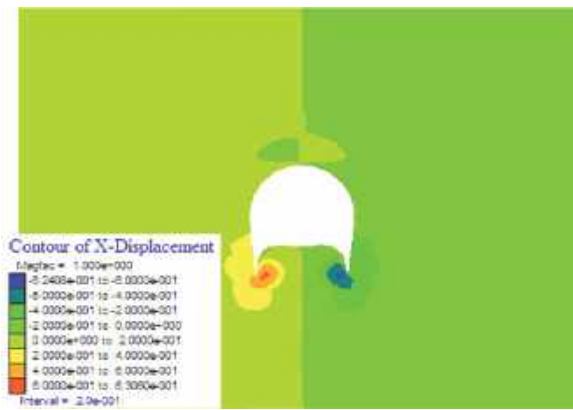 Contour of X-Displacement
Magfac = 1.000e+000
-6.2408e-001 to -6.0000e-001
-6.0000e-001 to -4.0000e-001
-4.0000e-001 to -2.0000e-001
-2.0000e-001 to 0.0000e+000
0.0000e+000 to 2.0000e-001
2.0000e-001 to 4.0000e-001
4.0000e-001 to 6.0000e-001
6.0000e-001 to 6.3060e-001
Interval = 2.0e-001